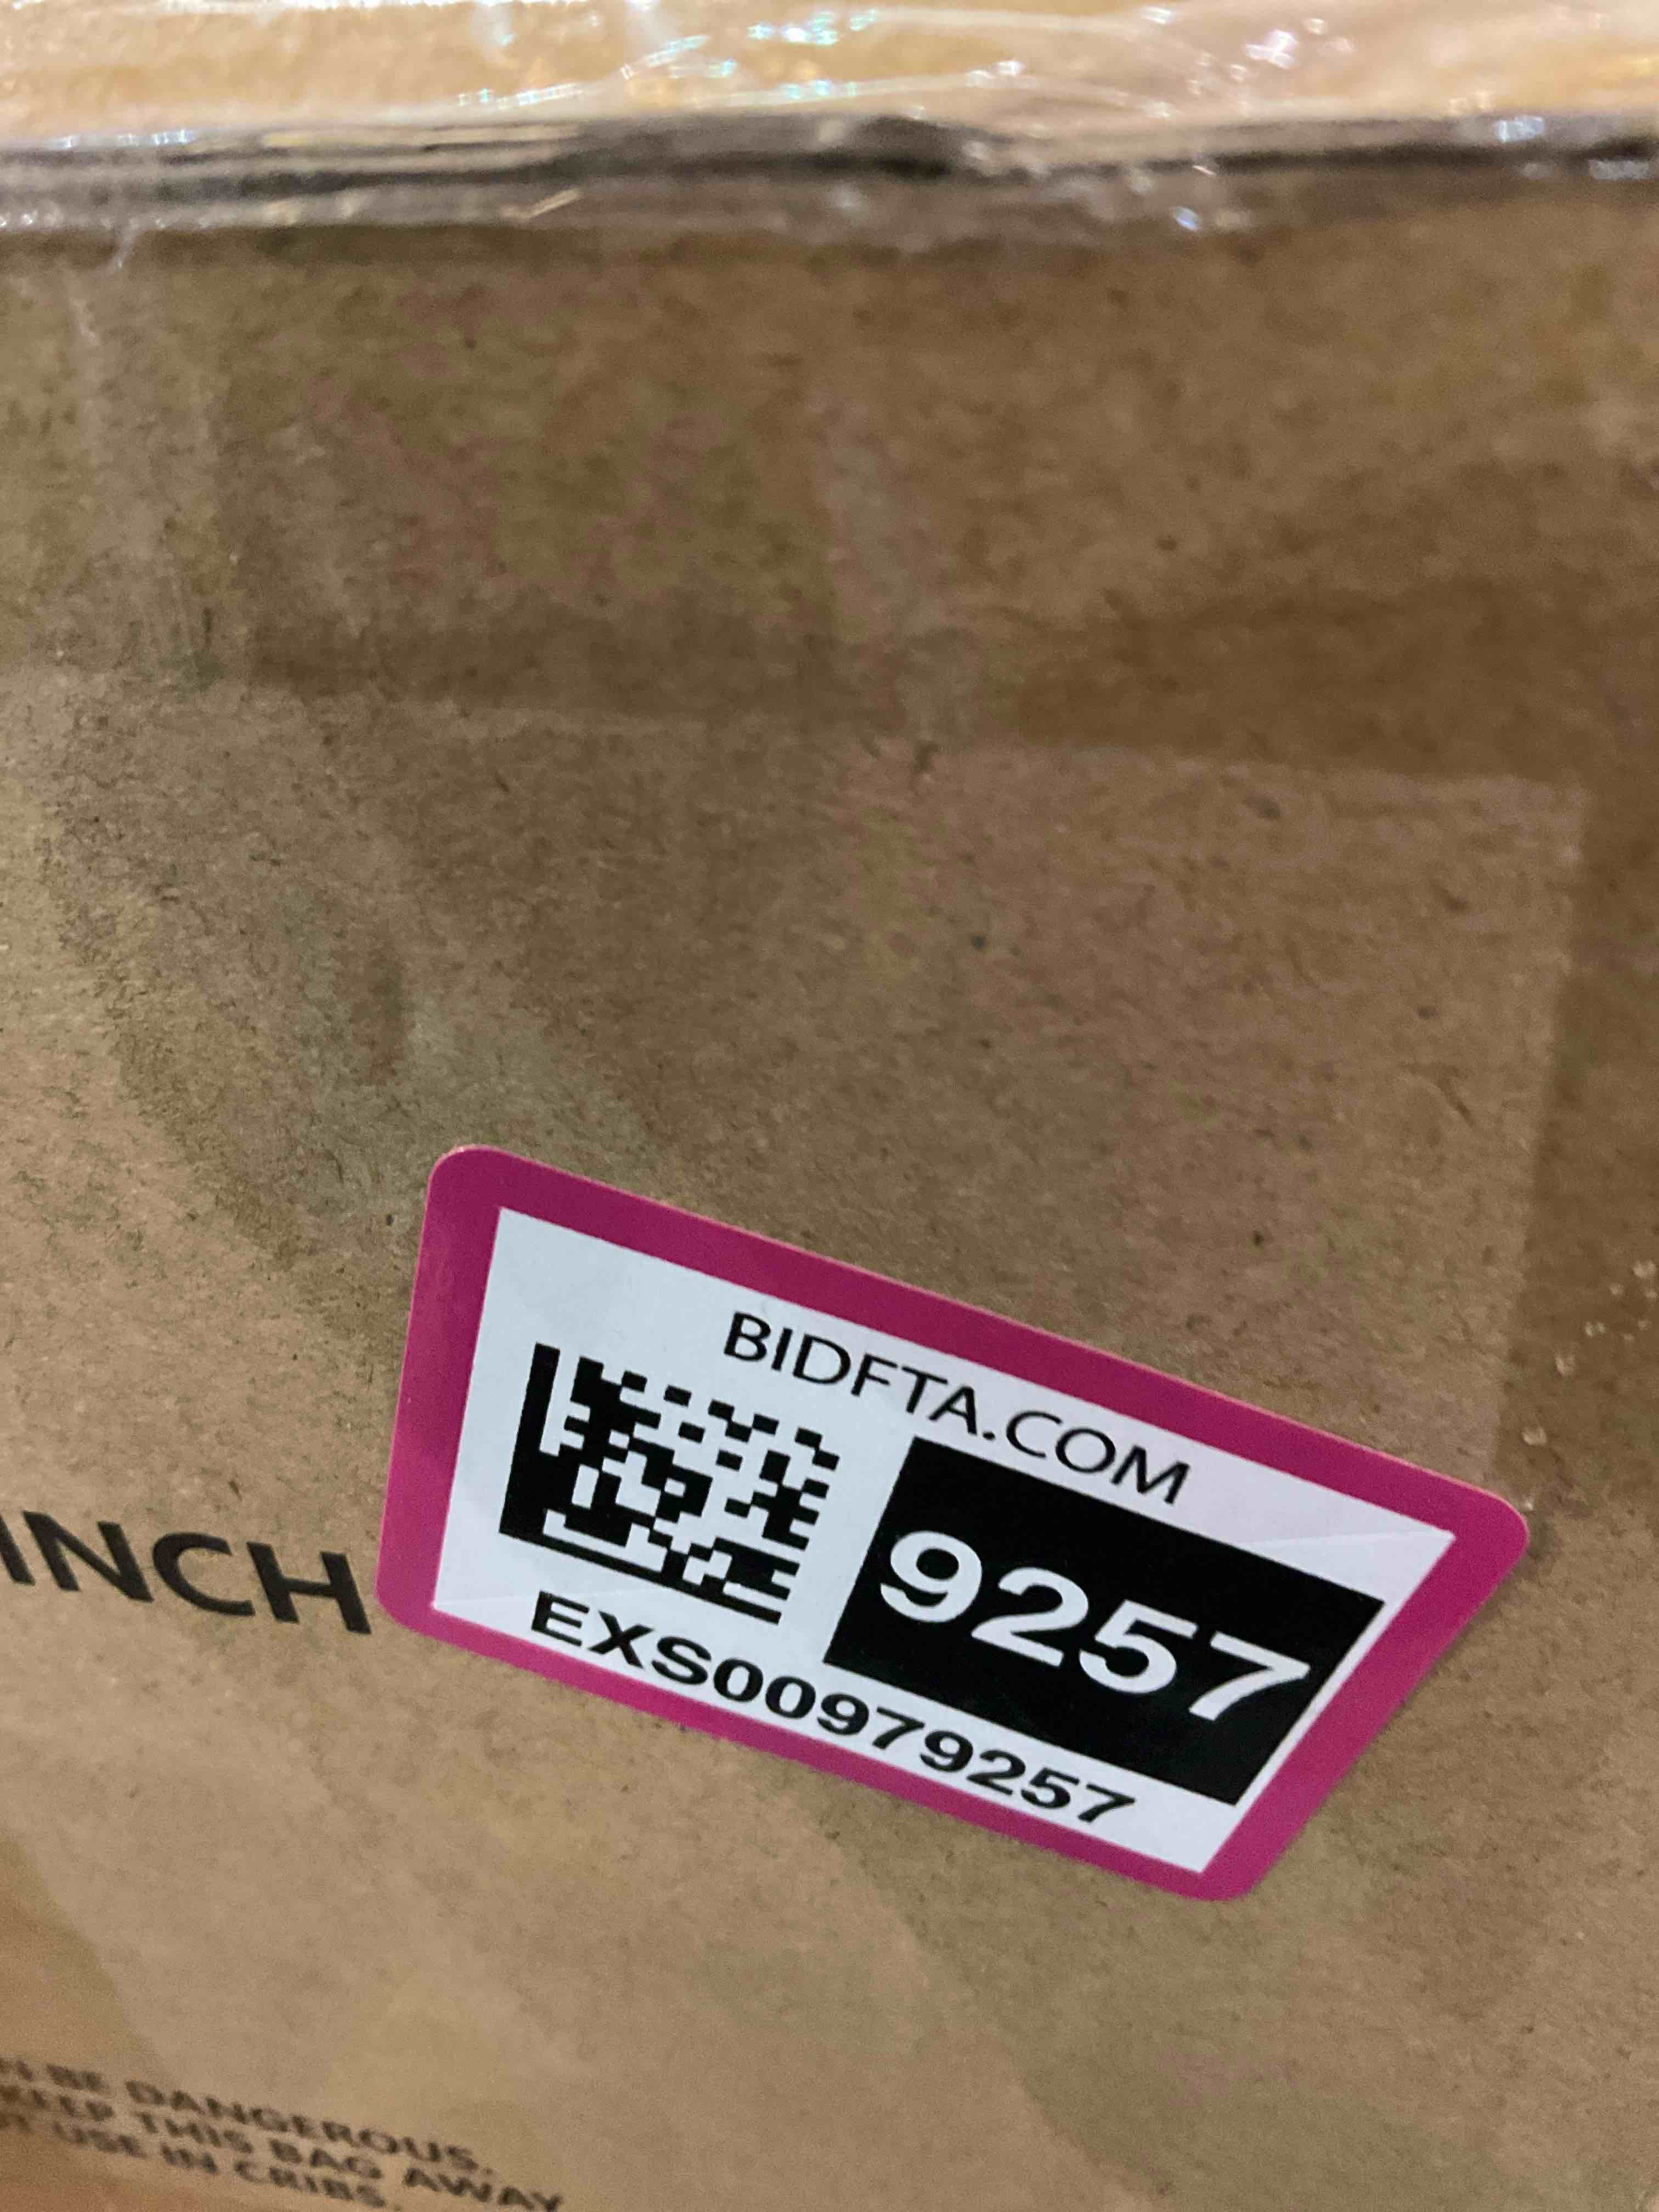 BIDFTA.COM
9257
EXS00979257
INCH
BE DANGEROUS.
KEEP THIS BAG AWAY
USE IN CRIBS.